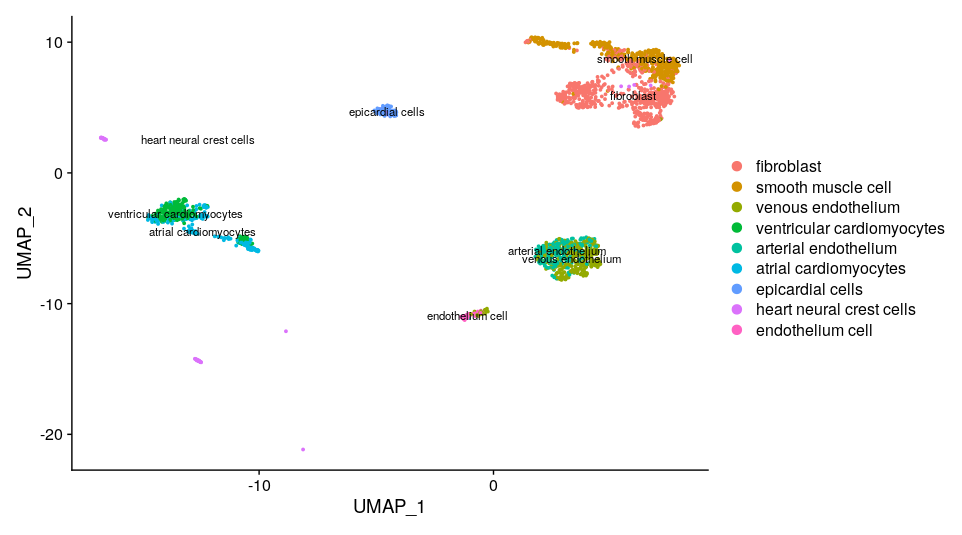 10
0
-10
-20
UMAP_2
-10
0
UMAP_1
smooth muscle cell
fibroblast
epicardial cells
heart neural crest cells
ventricular cardiomyocytes
atrial cardiomyocytes
arterial endothelium
venous endothelium
endothelium cell
fibroblast
smooth muscle cell
venous endothelium
ventricular cardiomyocytes
arterial endothelium
atrial cardiomyocytes
epicardial cells
heart neural crest cells
endothelium cell